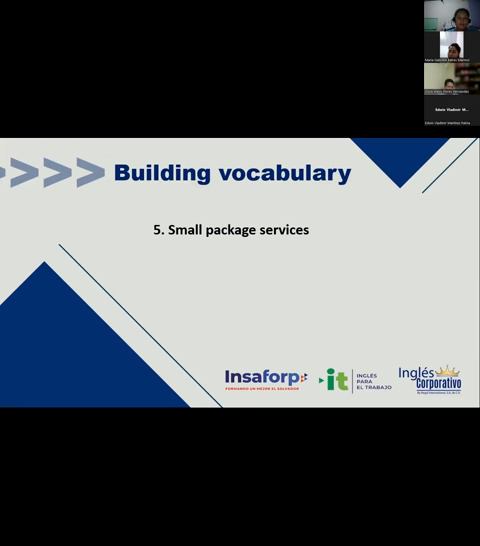 Edwin Vladimir M...
Edwin Vladimir Martínez Palma
>>>> Building vocabulary
5. Small package services
Insaforp
FORMANDO UN MEJOR EL SALVADOR
it
INGLÉS
PARA
EL TRABAJO
Inglés
Corporativo